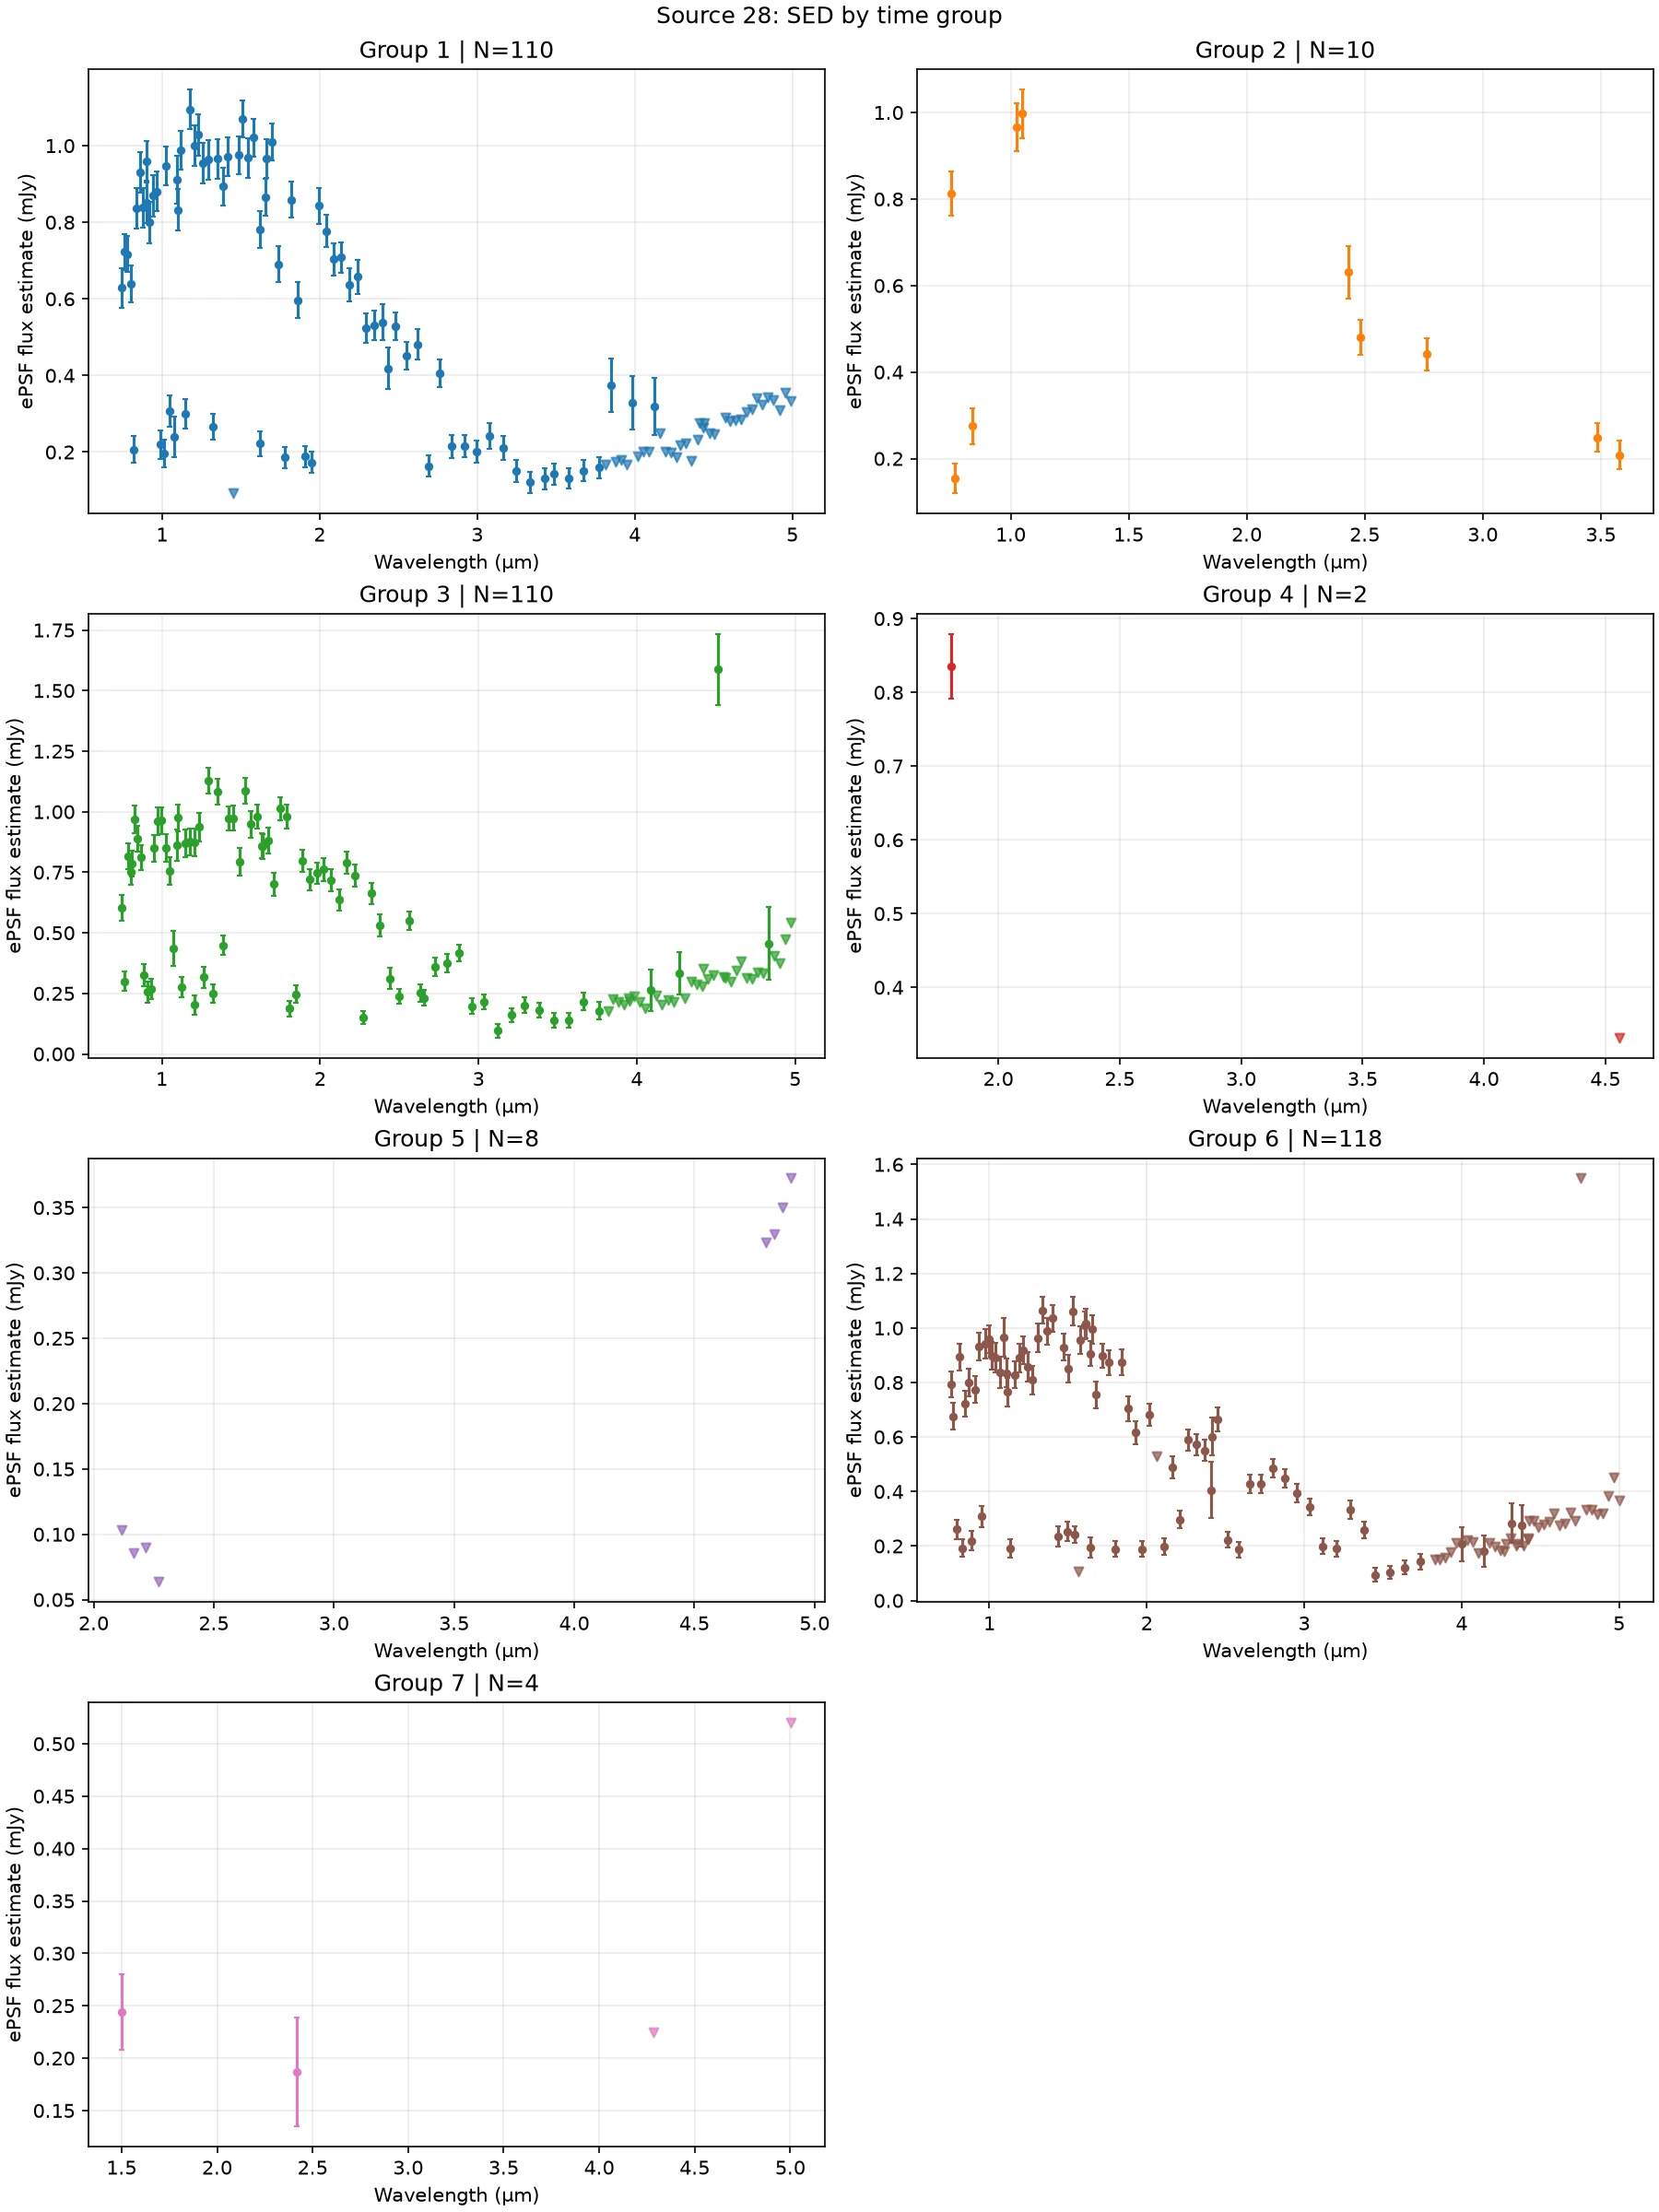 Source 28: SED by time group
Group 1 | N=110
ePSF flux estimate (mJy)
1.0
0.8
0.6
0.4
0.2
1 2 3 4 5
Wavelength (µm)
Group 2 | N=10
ePSF flux estimate (mJy)
1.0
0.8
0.6
0.4
0.2
1.0 1.5 2.0 2.5 3.0 3.5
Wavelength (µm)
Group 3 | N=110
ePSF flux estimate (mJy)
1.75
1.50
1.25
1.00
0.75
0.50
0.25
0.00
1 2 3 4 5
Wavelength (µm)
Group 4 | N=2
ePSF flux estimate (mJy)
0.9
0.8
0.7
0.6
0.5
0.4
2.0 2.5 3.0 3.5 4.0 4.5
Wavelength (µm)
Group 5 | N=8
ePSF flux estimate (mJy)
0.35
0.30
0.25
0.20
0.15
0.10
0.05
2.0 2.5 3.0 3.5 4.0 4.5 5.0
Wavelength (µm)
Group 6 | N=118
ePSF flux estimate (mJy)
1.6
1.4
1.2
1.0
0.8
0.6
0.4
0.2
0.0
1 2 3 4 5
Wavelength (µm)
Group 7 | N=4
ePSF flux estimate (mJy)
0.50
0.45
0.40
0.35
0.30
0.25
0.20
0.15
1.5 2.0 2.5 3.0 3.5 4.0 4.5 5.0
Wavelength (µm)